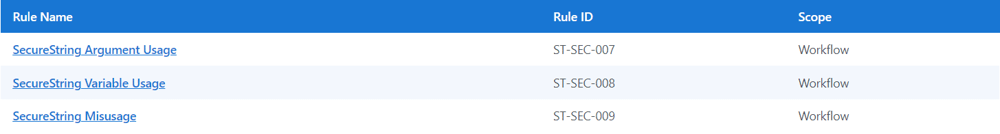 Rule Name Rule ID Scope
SecureString Argument Usage ST-SEC-007 Workflow
SecureString Variable Usage ST-SEC-008 Workflow
SecureString Misusage ST-SEC-009 Workflow